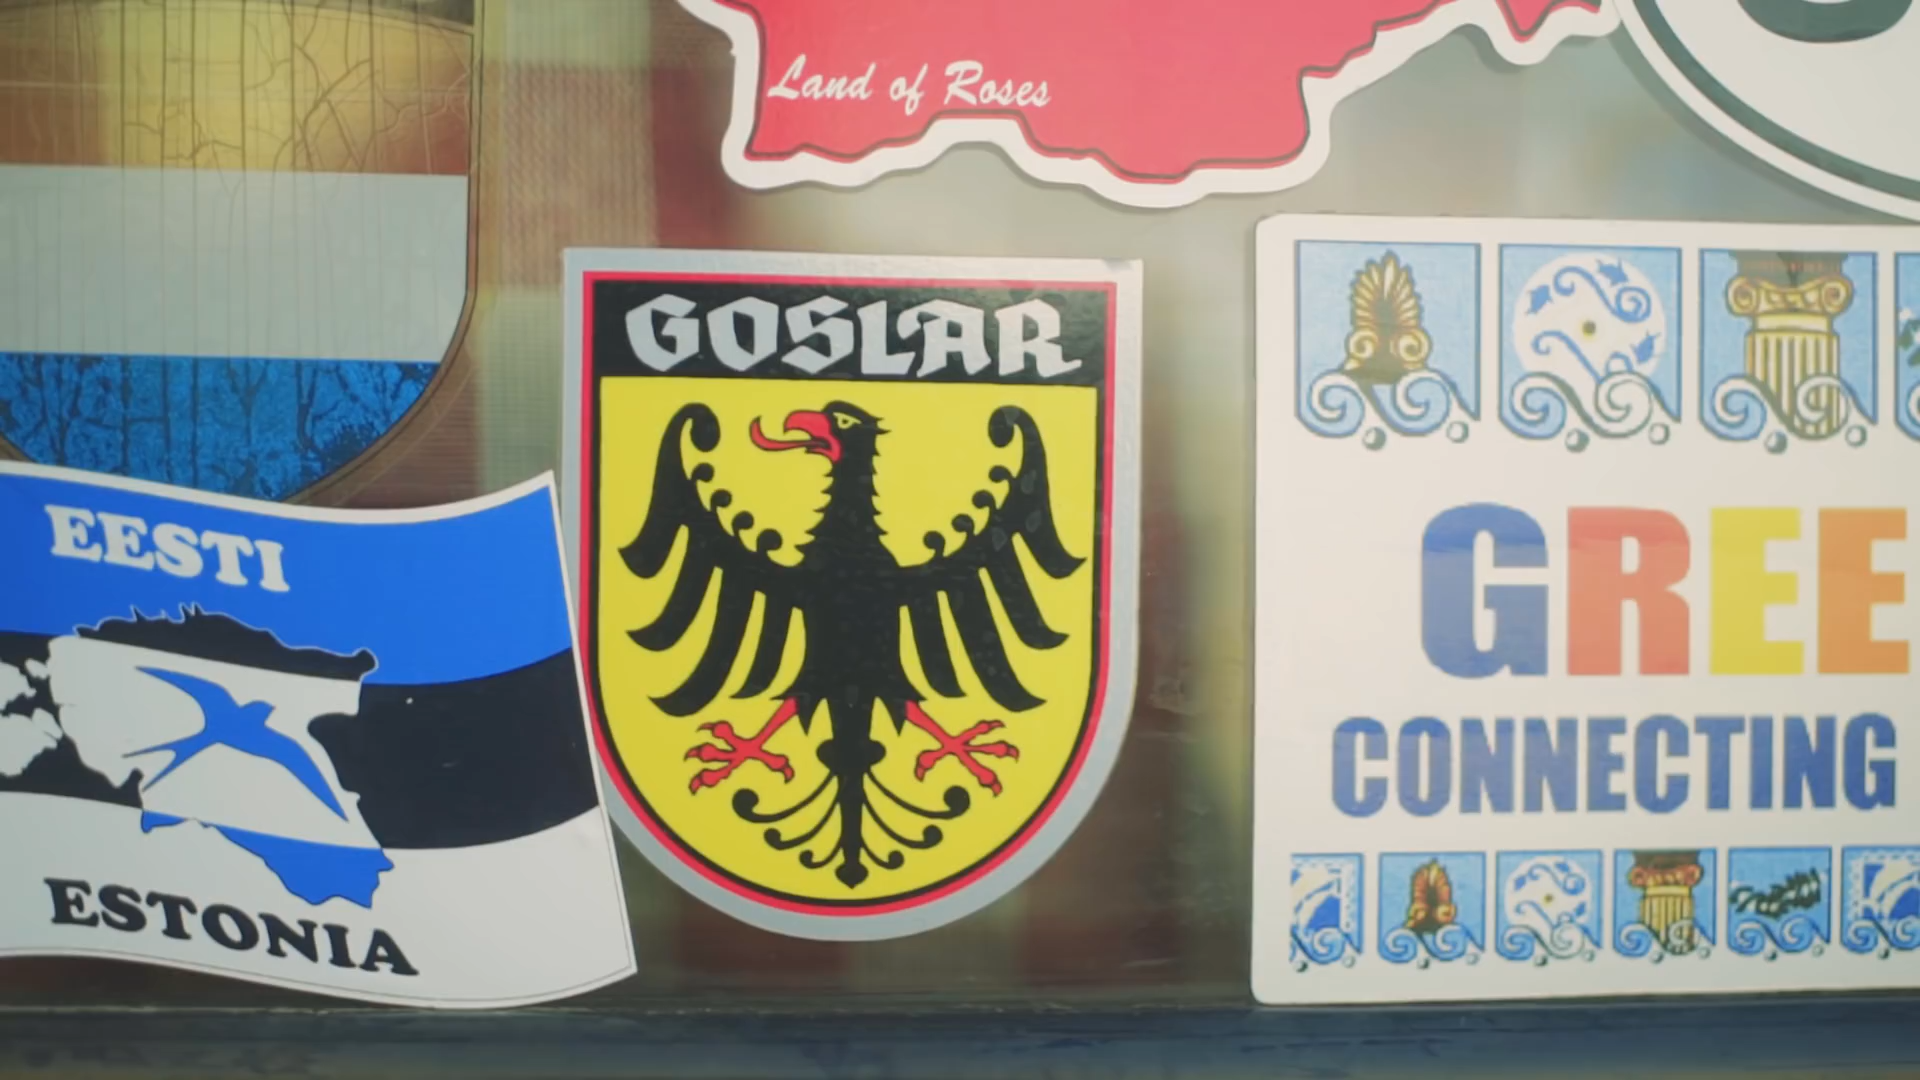 Land of Roses
GOSLAR
EESTI
ESTONIA
GREE
CONNECTING